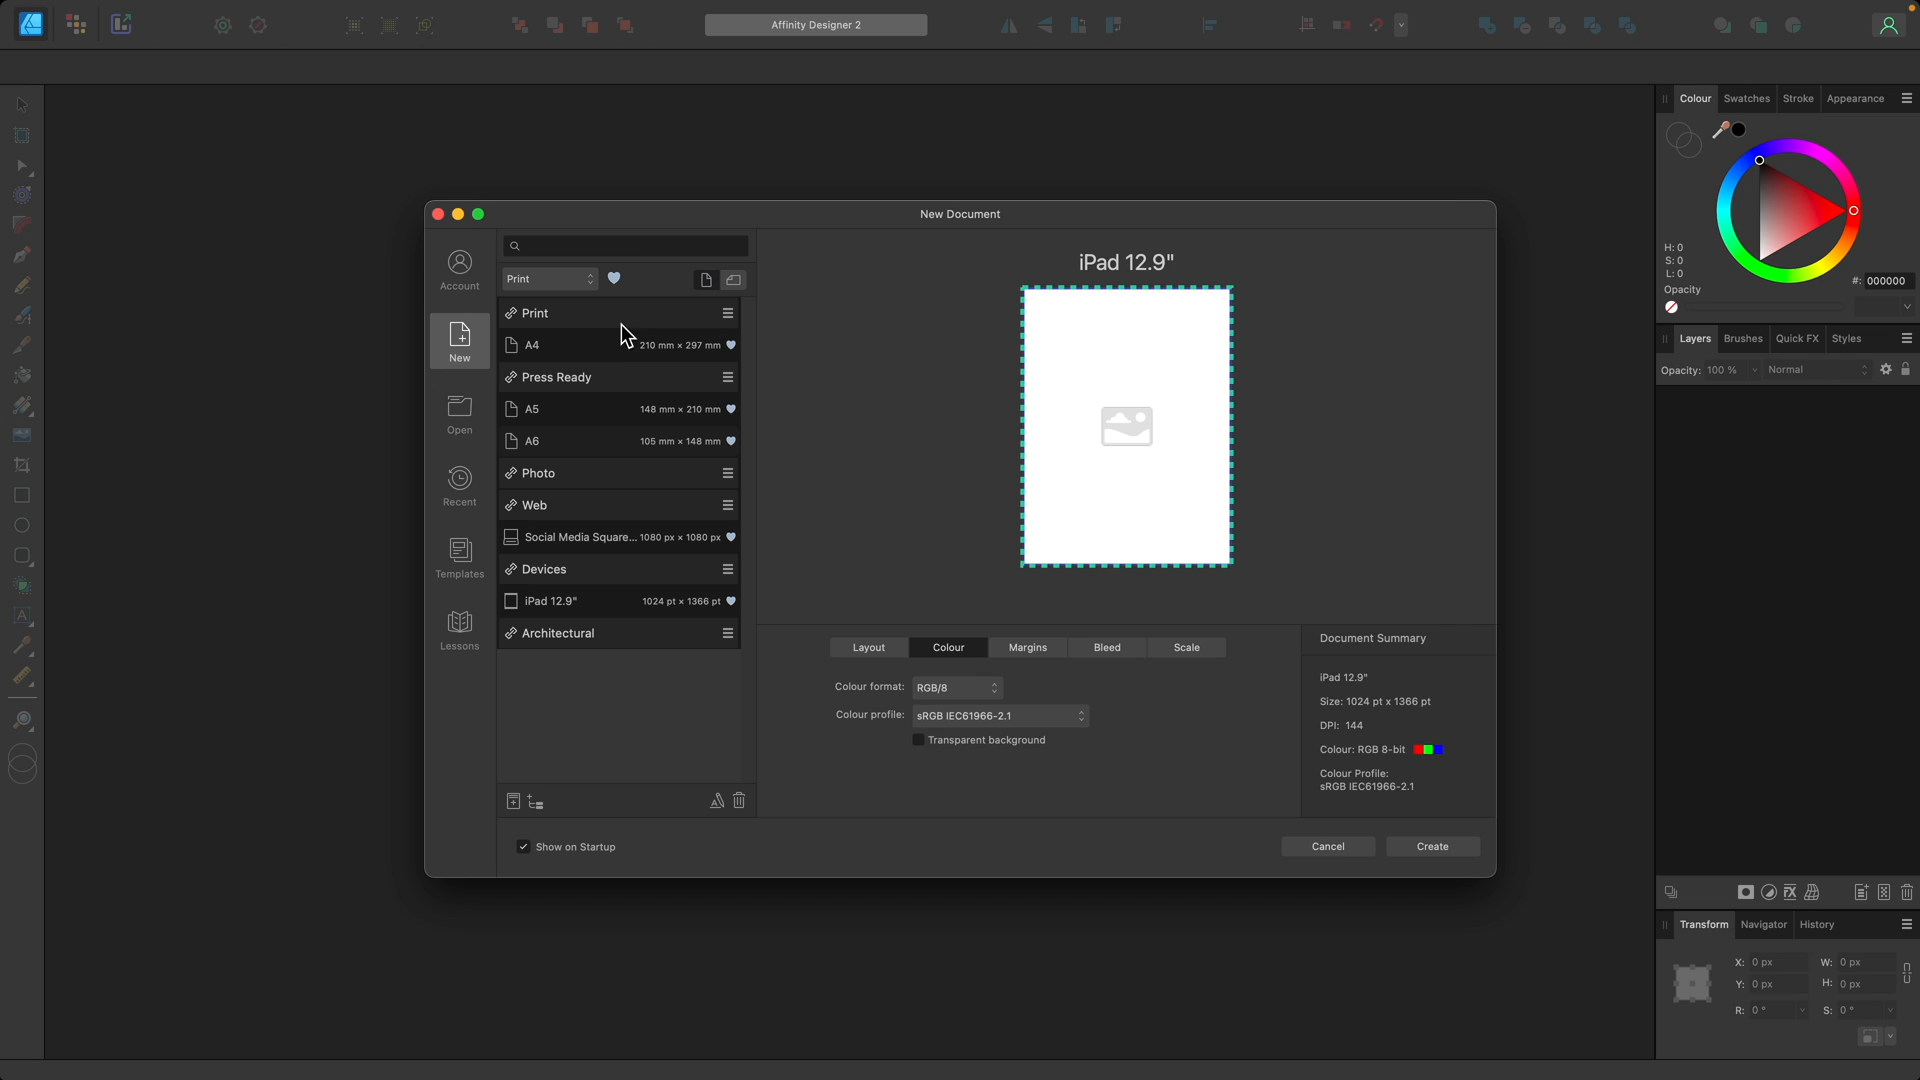 Affinity Designer 2
New Document
Account
New
Open
Recent
Templates
Lessons
Print
Print
A4 210 mm × 297 mm
Press Ready
A5 148 mm × 210 mm
A6 105 mm × 148 mm
Photo
Web
Social Media Square... 1080 px × 1080 px
Devices
iPad 12.9" 1024 pt × 1366 pt
Architectural
iPad 12.9"
Layout Colour Margins Bleed Scale
Colour format: RGB/8
Colour profile: sRGB IEC61966-2.1
Transparent background
Document Summary
iPad 12.9"
Size: 1024 pt x 1366 pt
DPI: 144
Colour: RGB 8-bit
Colour Profile:
sRGB IEC61966-2.1
Show on Startup
Cancel Create
Colour Swatches Stroke Appearance
H: 0
S: 0
L: 0
#: 000000
Opacity
Layers Brushes Quick FX Styles
Opacity: 100 % Normal
Transform Navigator History
X: 0 px W: 0 px
Y: 0 px H: 0 px
R: 0 ° S: 0 °